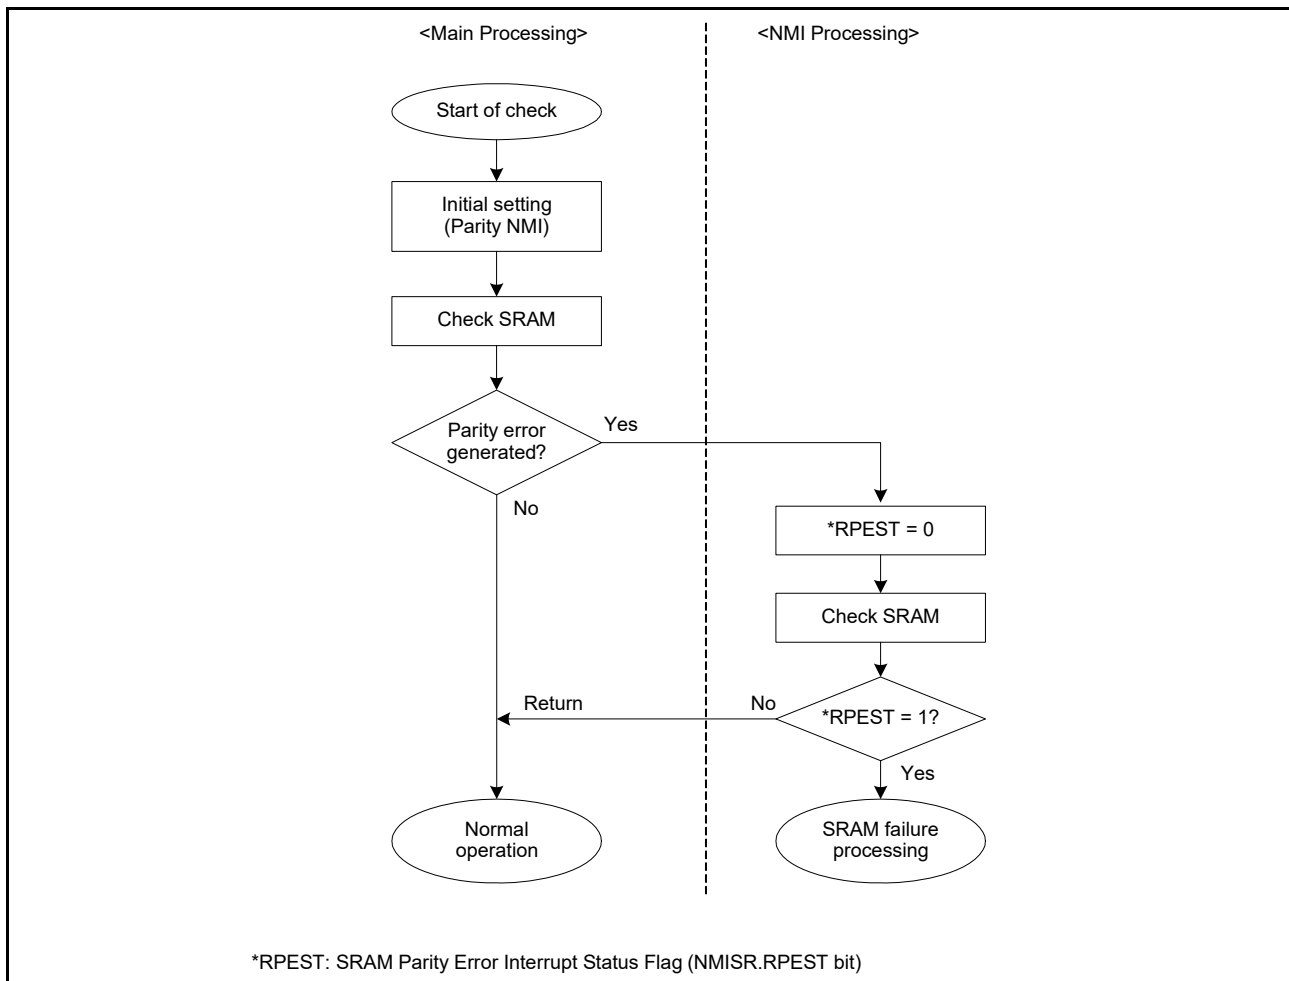 <Main Processing>
<NMI Processing>
Start of check
Initial setting
(Parity NMI)
Check SRAM
Parity error
generated?
Yes
No
*RPEST = 0
Check SRAM
*RPEST = 1?
No
Return
Yes
Normal
operation
SRAM failure
processing
*RPEST: SRAM Parity Error Interrupt Status Flag (NMISR.RPEST bit)